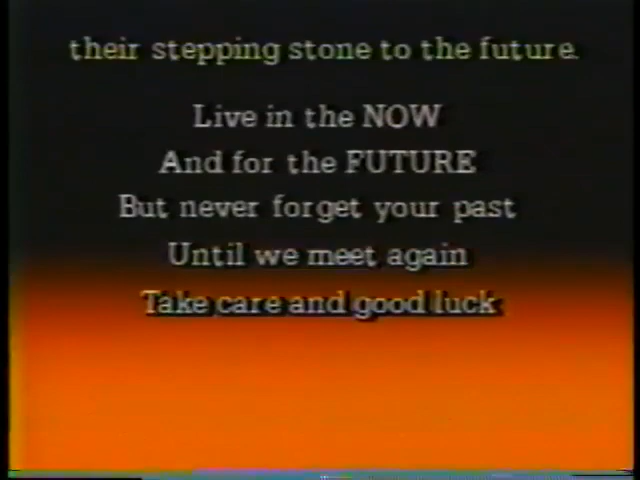 their stepping stone to the future.
Live in the NOW
And for the FUTURE
But never forget your past
Until we meet again
Take care and good luck